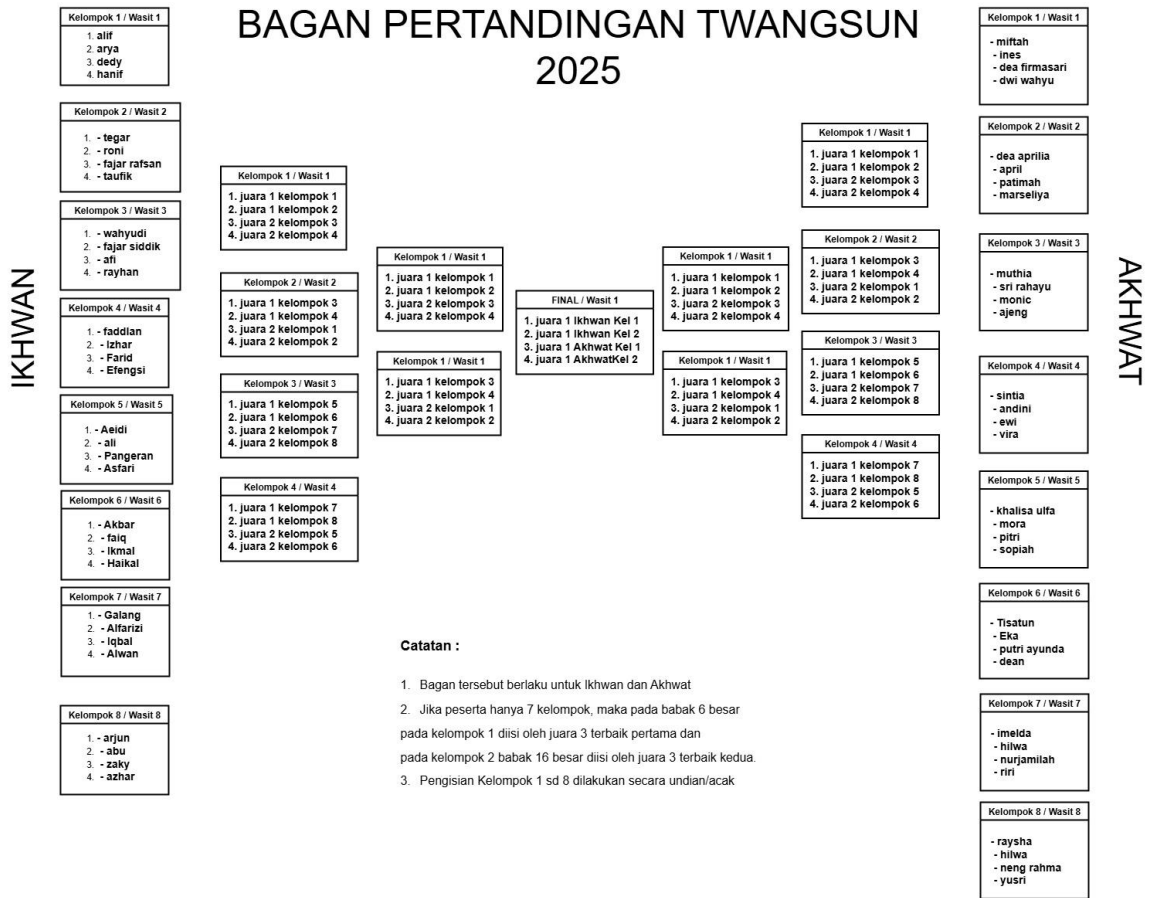 BAGAN PERTANDINGAN TWANGSUN
2025
IKHWAN
Kelompok 1 / Wasit 1
1. alif
2. arya
3. dedy
4. hanif
Kelompok 2 / Wasit 2
1. - tegar
2. - roni
3. - fajar rafsan
4. - taufik
Kelompok 3 / Wasit 3
1. - wahyudi
2. - fajar siddik
3. - afi
4. - rayhan
Kelompok 4 / Wasit 4
1. - faddlan
2. - Izhar
3. - Farid
4. - Efengsi
Kelompok 5 / Wasit 5
1. - Aeidi
2. - ali
3. - Pangeran
4. - Asfari
Kelompok 6 / Wasit 6
1. - Akbar
2. - faiq
3. - Ikmal
4. - Haikal
Kelompok 7 / Wasit 7
1. - Galang
2. - Alfarizi
3. - Iqbal
4. - Alwan
Kelompok 8 / Wasit 8
1. - arjun
2. - abu
3. - zaky
4. - azhar
Kelompok 1 / Wasit 1
1. juara 1 kelompok 1
2. juara 1 kelompok 2
3. juara 2 kelompok 3
4. juara 2 kelompok 4
Kelompok 2 / Wasit 2
1. juara 1 kelompok 3
2. juara 1 kelompok 4
3. juara 2 kelompok 1
4. juara 2 kelompok 2
Kelompok 3 / Wasit 3
1. juara 1 kelompok 5
2. juara 1 kelompok 6
3. juara 2 kelompok 7
4. juara 2 kelompok 8
Kelompok 4 / Wasit 4
1. juara 1 kelompok 7
2. juara 1 kelompok 8
3. juara 2 kelompok 5
4. juara 2 kelompok 6
Kelompok 1 / Wasit 1
1. juara 1 kelompok 1
2. juara 1 kelompok 2
3. juara 2 kelompok 3
4. juara 2 kelompok 4
Kelompok 1 / Wasit 1
1. juara 1 kelompok 3
2. juara 1 kelompok 4
3. juara 2 kelompok 1
4. juara 2 kelompok 2
FINAL / Wasit 1
1. juara 1 Ikhwan Kel 1
2. juara 1 Ikhwan Kel 2
3. juara 1 Akhwat Kel 1
4. juara 1 AkhwatKel 2
Kelompok 1 / Wasit 1
1. juara 1 kelompok 1
2. juara 1 kelompok 2
3. juara 2 kelompok 3
4. juara 2 kelompok 4
Kelompok 1 / Wasit 1
1. juara 1 kelompok 3
2. juara 1 kelompok 4
3. juara 2 kelompok 1
4. juara 2 kelompok 2
Kelompok 1 / Wasit 1
1. juara 1 kelompok 1
2. juara 1 kelompok 2
3. juara 2 kelompok 3
4. juara 2 kelompok 4
Kelompok 2 / Wasit 2
1. juara 1 kelompok 3
2. juara 1 kelompok 4
3. juara 2 kelompok 1
4. juara 2 kelompok 2
Kelompok 3 / Wasit 3
1. juara 1 kelompok 5
2. juara 1 kelompok 6
3. juara 2 kelompok 7
4. juara 2 kelompok 8
Kelompok 4 / Wasit 4
1. juara 1 kelompok 7
2. juara 1 kelompok 8
3. juara 2 kelompok 5
4. juara 2 kelompok 6
Kelompok 1 / Wasit 1
- miftah
- ines
- dea firmasari
- dwi wahyu
Kelompok 2 / Wasit 2
- dea aprilia
- april
- patimah
- marseliya
Kelompok 3 / Wasit 3
- muthia
- sri rahayu
- monic
- ajeng
Kelompok 4 / Wasit 4
- sintia
- andini
- ewi
- vira
Kelompok 5 / Wasit 5
- khalisa ulfa
- mora
- pitri
- sopiah
Kelompok 6 / Wasit 6
- Tisatun
- Eka
- putri ayunda
- dean
Kelompok 7 / Wasit 7
- imelda
- hilwa
- nurjamilah
- riri
Kelompok 8 / Wasit 8
- raysha
- hilwa
- neng rahma
- yusri
AKHWAT
Catatan :
1. Bagan tersebut berlaku untuk Ikhwan dan Akhwat
2. Jika peserta hanya 7 kelompok, maka pada babak 6 besar
pada kelompok 1 diisi oleh juara 3 terbaik pertama dan
pada kelompok 2 babak 16 besar diisi oleh juara 3 terbaik kedua.
3. Pengisian Kelompok 1 sd 8 dilakukan secara undian/acak